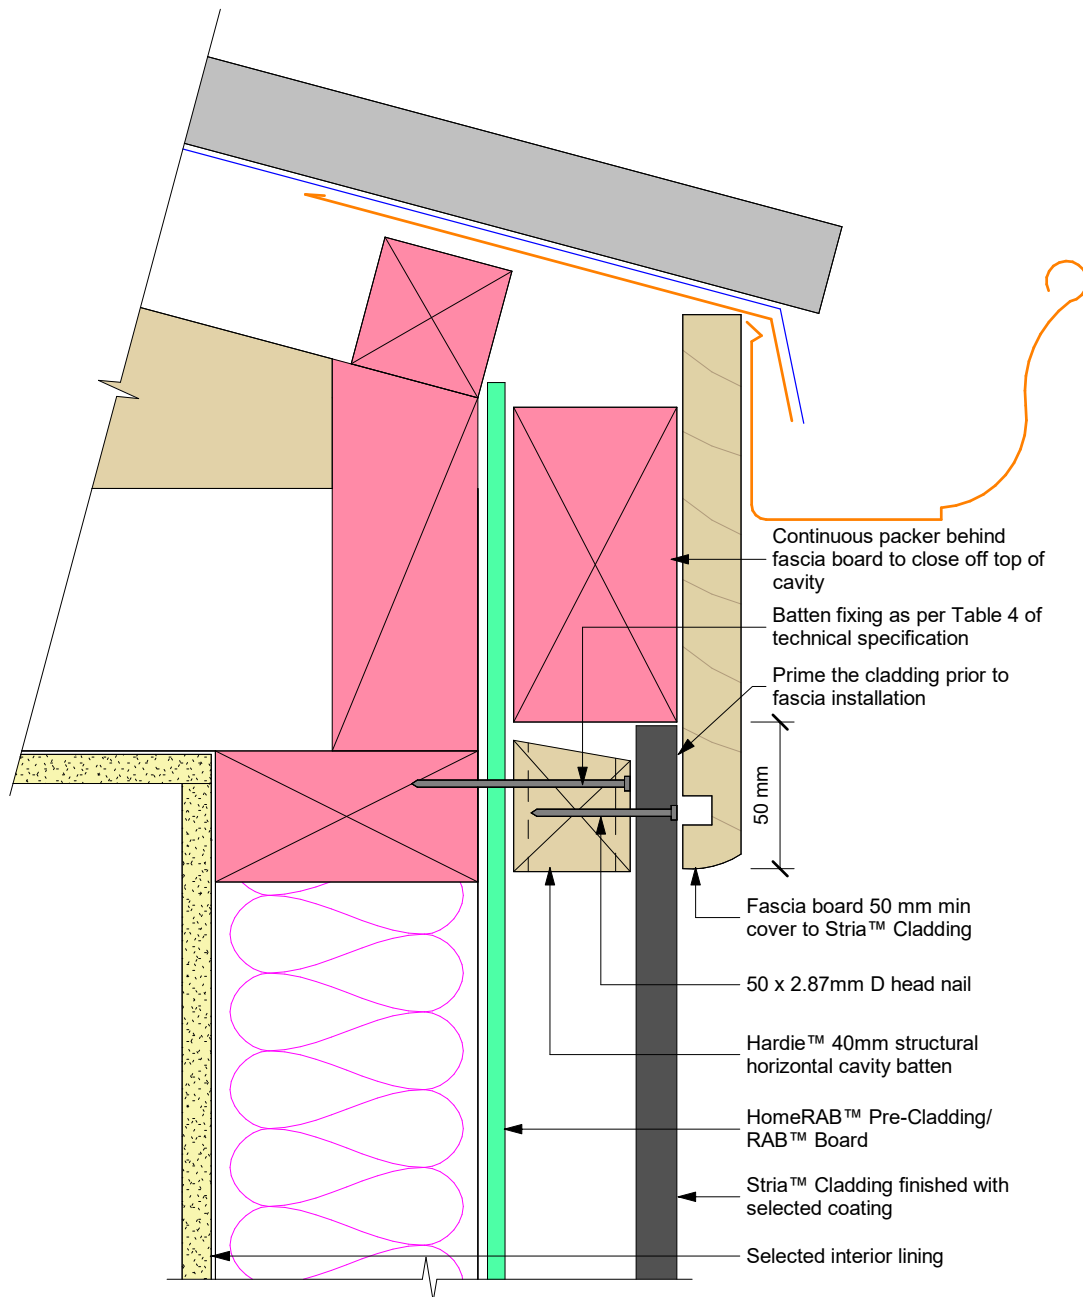 Continuous packer behind
fascia board to close off top of
cavity
Batten fixing as per Table 4 of
technical specification
Prime the cladding prior to
fascia installation
50 mm
Fascia board 50 mm min
cover to Stria™ Cladding
50 x 2.87mm D head nail
Hardie™ 40mm structural
horizontal cavity batten
HomeRAB™ Pre-Cladding/
RAB™ Board
Stria™ Cladding finished with
selected coating
Selected interior lining